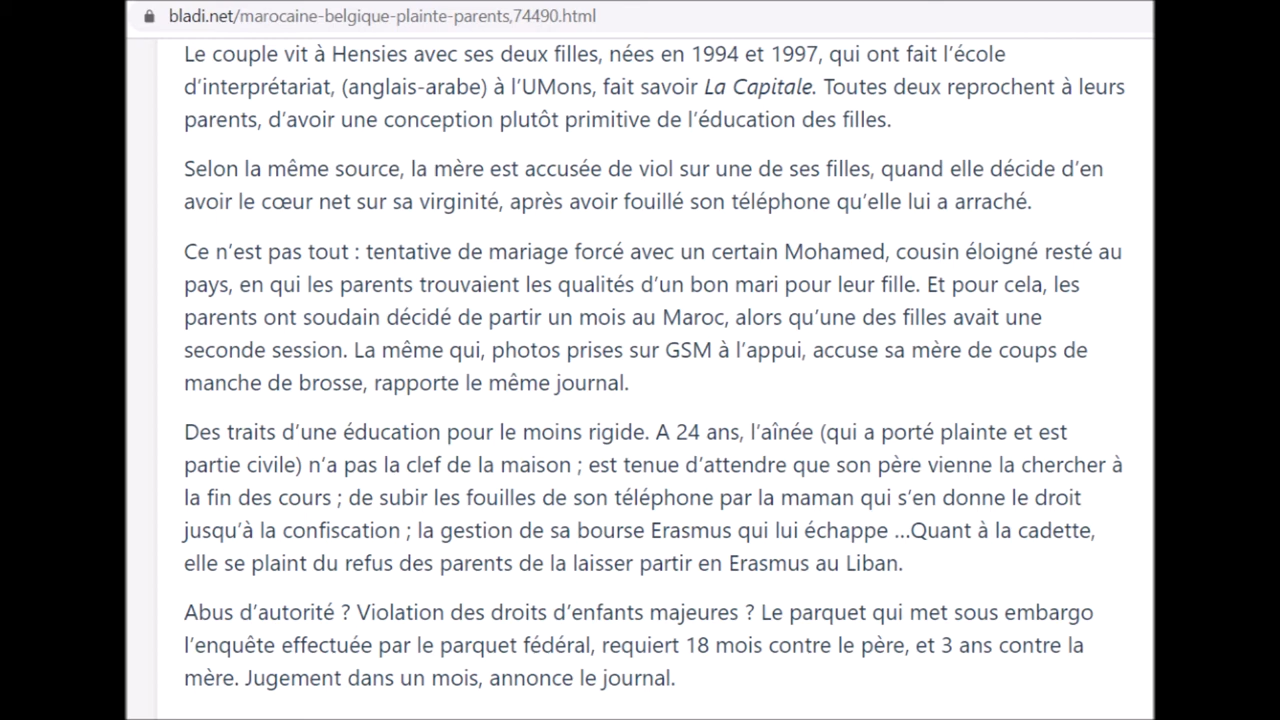 bladi.net/marocaine-belgique-plainte-parents,74490.html
Le couple vit à Hensies avec ses deux filles, nées en 1994 et 1997, qui ont fait l’école
d’interprétariat, (anglais-arabe) à l’UMons, fait savoir La Capitale. Toutes deux reprochent à leurs
parents, d’avoir une conception plutôt primitive de l’éducation des filles.
Selon la même source, la mère est accusée de viol sur une de ses filles, quand elle décide d’en
avoir le cœur net sur sa virginité, après avoir fouillé son téléphone qu’elle lui a arraché.
Ce n’est pas tout : tentative de mariage forcé avec un certain Mohamed, cousin éloigné resté au
pays, en qui les parents trouvaient les qualités d’un bon mari pour leur fille. Et pour cela, les
parents ont soudain décidé de partir un mois au Maroc, alors qu’une des filles avait une
seconde session. La même qui, photos prises sur GSM à l’appui, accuse sa mère de coups de
manche de brosse, rapporte le même journal.
Des traits d’une éducation pour le moins rigide. A 24 ans, l’aînée (qui a porté plainte et est
partie civile) n’a pas la clef de la maison ; est tenue d’attendre que son père vienne la chercher à
la fin des cours ; de subir les fouilles de son téléphone par la maman qui s’en donne le droit
jusqu’à la confiscation ; la gestion de sa bourse Erasmus qui lui échappe ...Quant à la cadette,
elle se plaint du refus des parents de la laisser partir en Erasmus au Liban.
Abus d’autorité ? Violation des droits d’enfants majeures ? Le parquet qui met sous embargo
l’enquête effectuée par le parquet fédéral, requiert 18 mois contre le père, et 3 ans contre la
mère. Jugement dans un mois, annonce le journal.